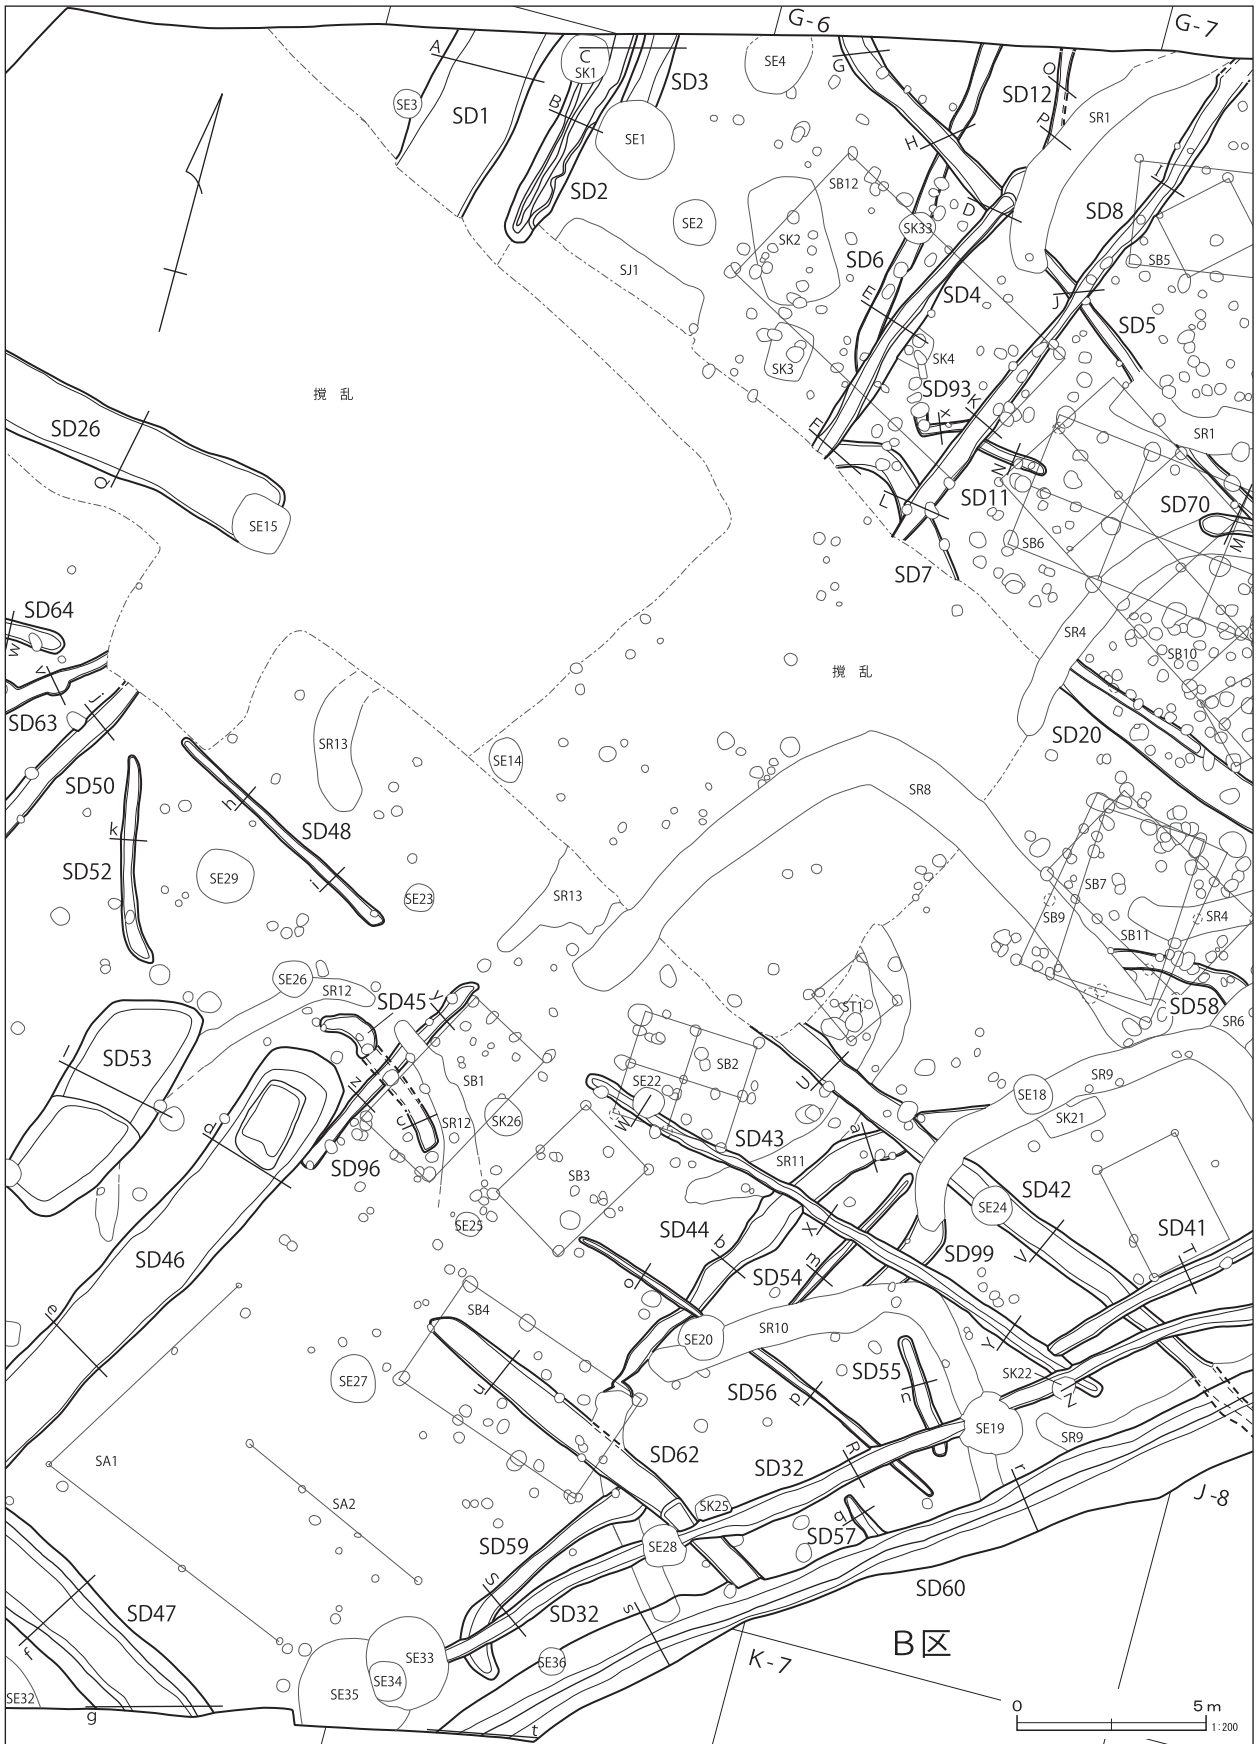 G-6
G-7
A
C
SK1
SE4
G
SD3
SD12
O
SE3
SD1
B
SE1
P
SR1
H
SB12
SD2
I
SE2
SK2
SK33
D
SD8
SJ1
SD6
SB5
SD4
E
J
SD5
SK3
SK4
撹 乱
SD93
x
K
SD26
F
SR1
N
Q
SE15
L
SD11
SD70
SB6
M
SD7
SD64
SR4
w
SB10
v
撹 乱
j
SD63
SR13
SE14
SD20
SD50
h
SR8
k
SD48
SD52
SE29
i
SB7
SE23
SR13
SB9
SR4
SB11
SE26
SR12
SD45
y
ST1
SD58
SR6
SD53
l
SB2
SB1
SE22
U
SR9
SE18
z
SK21
SR12
SK26
W
SD43
d
SD96
a
SB3
SR11
SD42
SE24
SE25
SD44
X
SD41
T
SD46
b
SD99
V
m
SD54
o
e
SB4
SE20
SR10
Y
SE27
SD56
SD55
SK22
n
p
Z
SE19
SR9
SA1
SD62
SD32
R
r
SA2
J-8
SK25
q
SD57
SD59
SE28
S
SD60
SD47
SD32
s
f
SE33
B区
SE34
SE36
K-7
SE35
SE32
g
t
0 5m
1:200